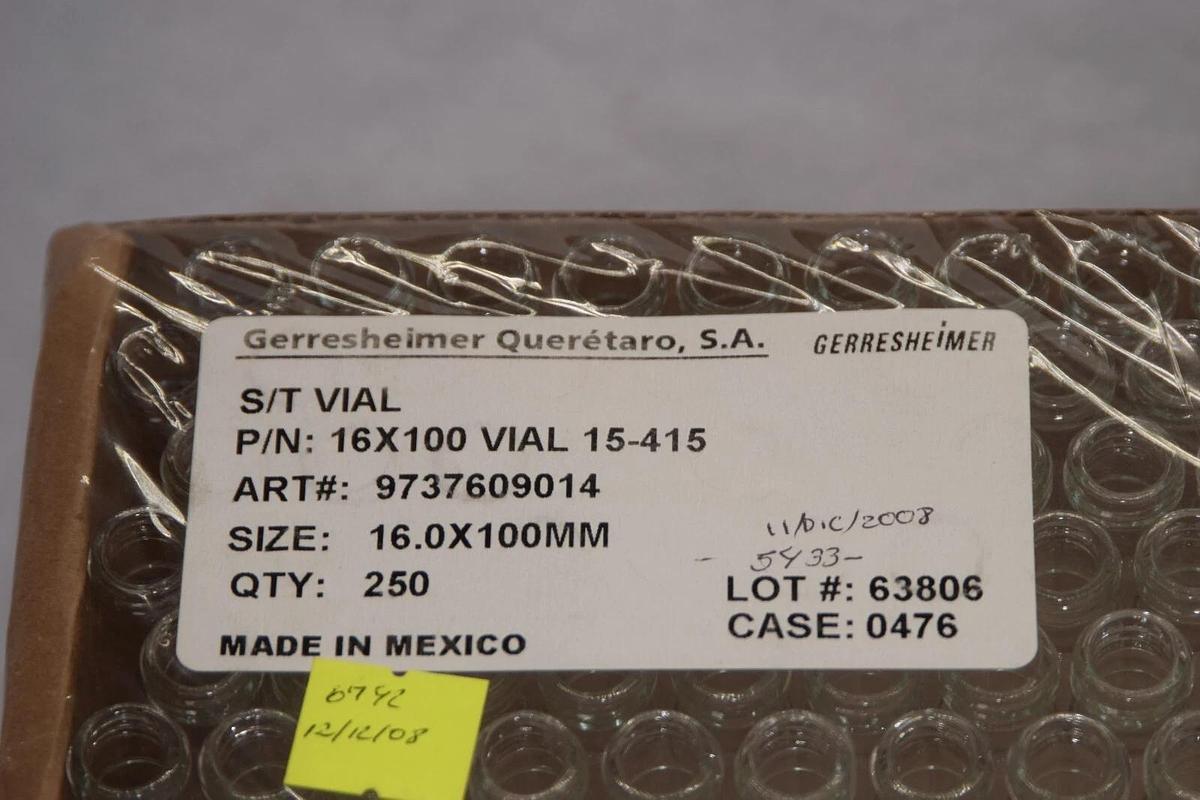 Gerresheimer Querétaro, S.A. GERRESHEIMER
S/T VIAL
P/N: 16X100 VIAL 15-415
ART#: 9737609014
SIZE: 16.0X100MM
11/DIC/2008
- 5433-
QTY: 250
LOT #: 63806
CASE: 0476
MADE IN MEXICO
0742
12/12/08